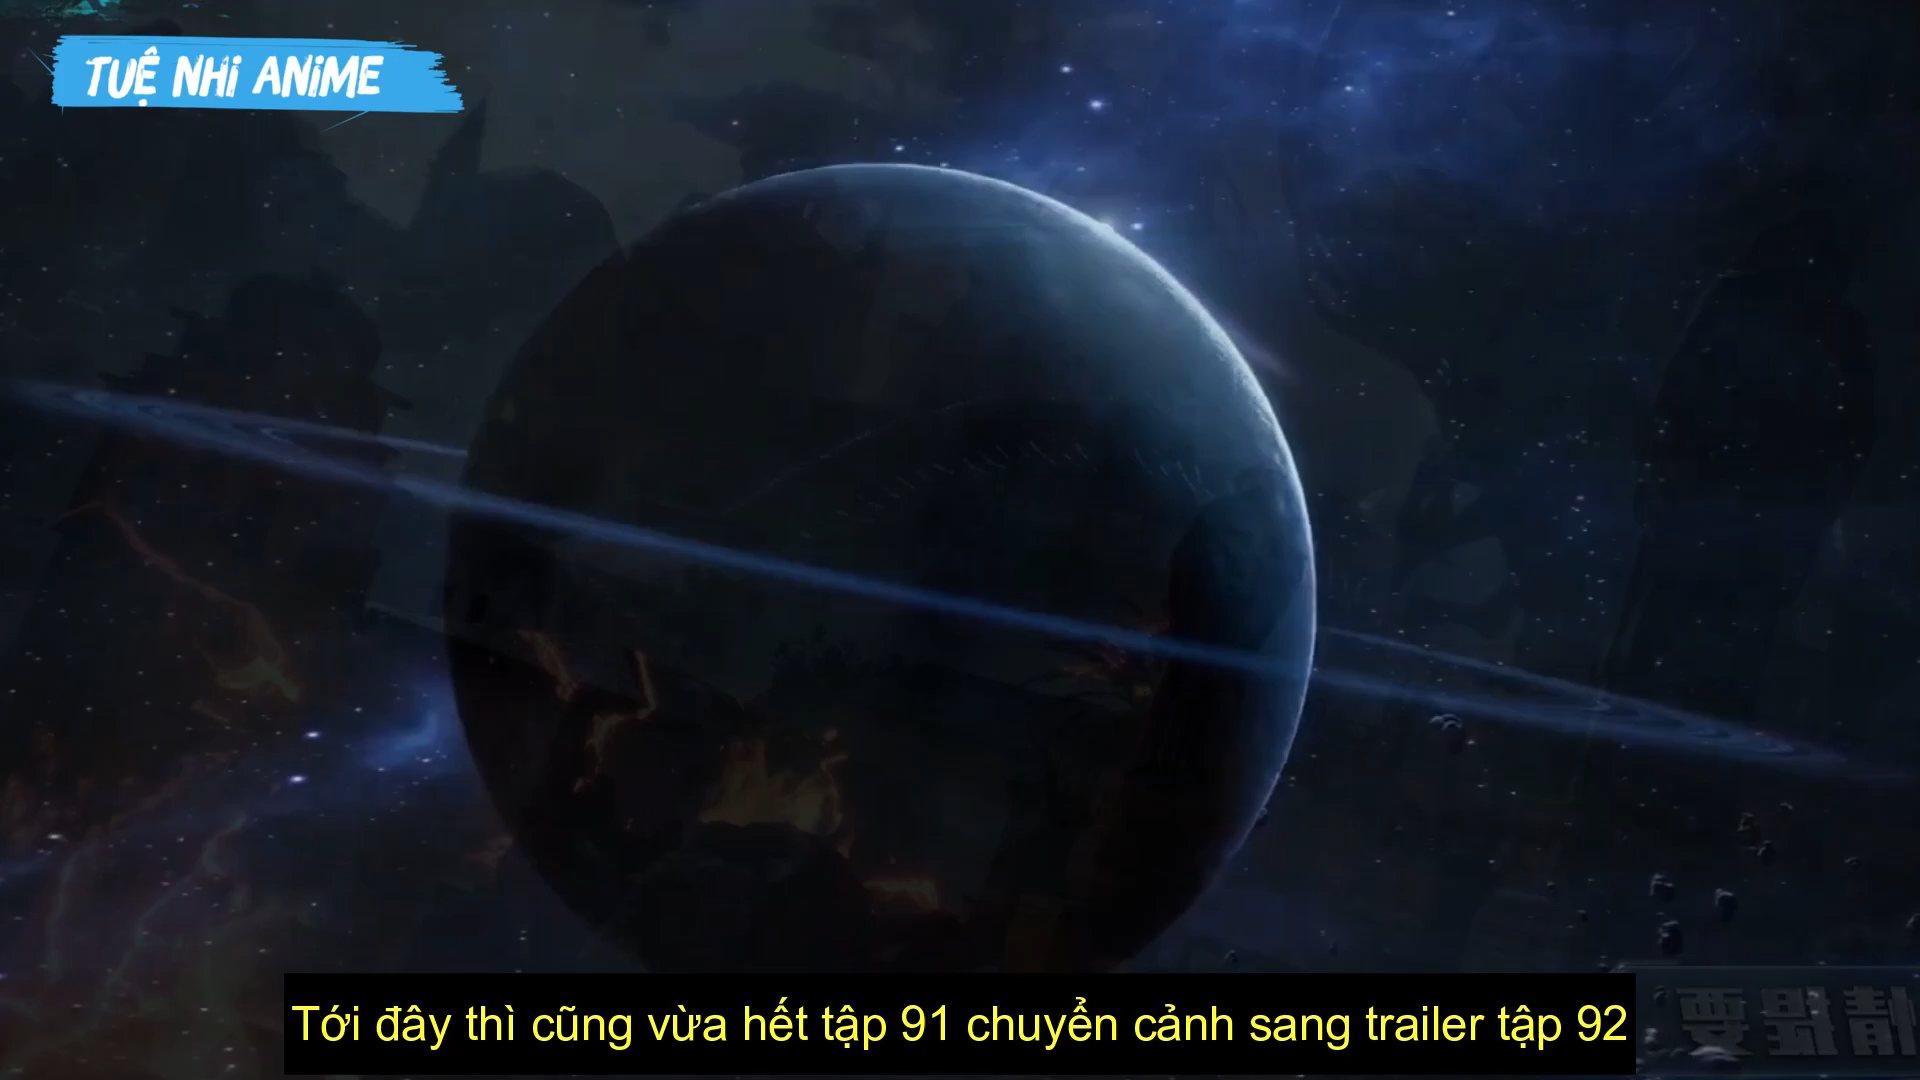 TUỆ NHI ANIME
Tới đây thì cũng vừa hết tập 91 chuyển cảnh sang trailer tập 92